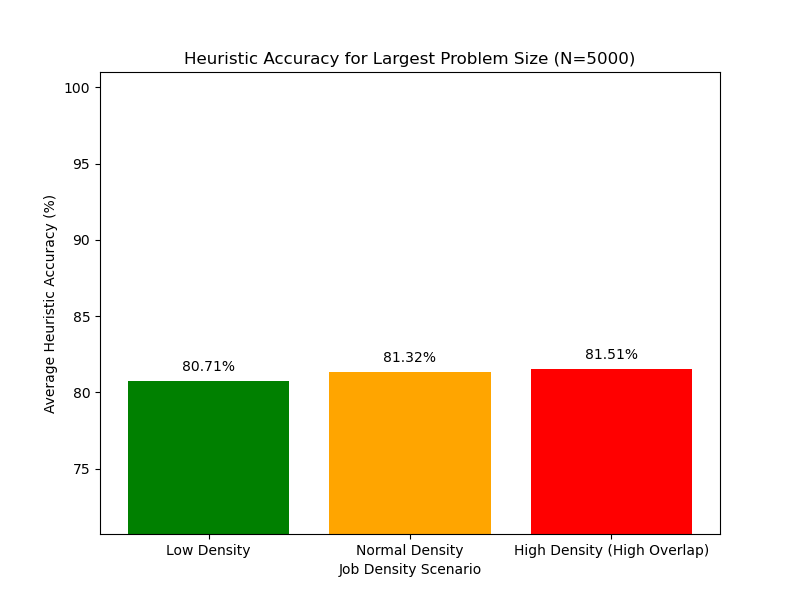 Heuristic Accuracy for Largest Problem Size (N=5000)
Average Heuristic Accuracy (%)
100
95
90
85
80
75
80.71%
81.32%
81.51%
Low Density
Normal Density
High Density (High Overlap)
Job Density Scenario